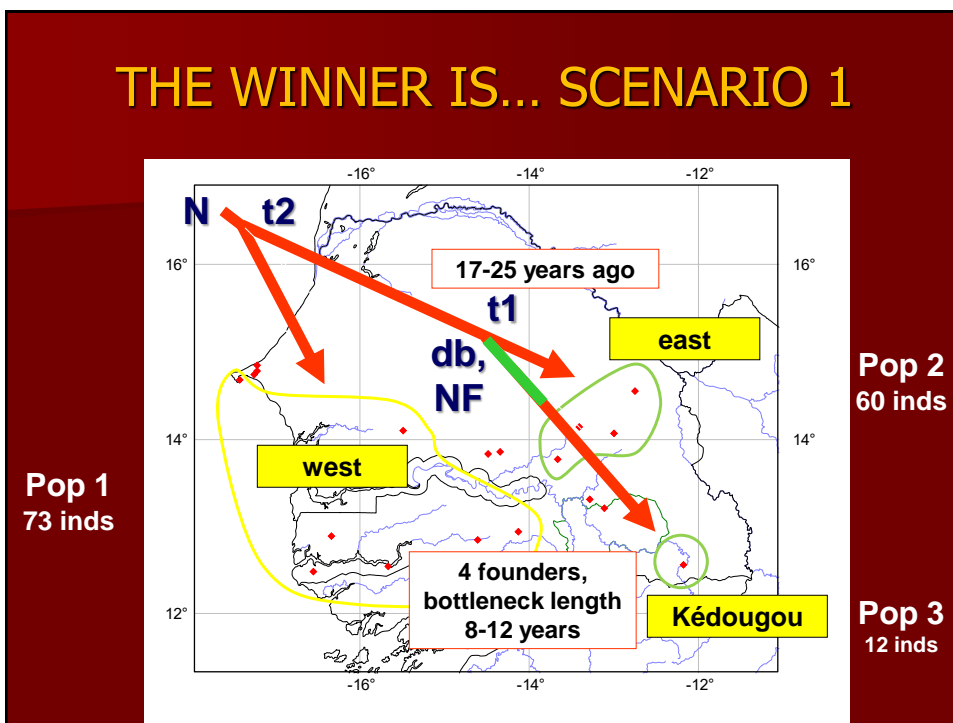 THE WINNER IS... SCENARIO 1
-16°
-14°
-12°
N
t2
16°
17-25 years ago
16°
t1
east
db,
NF
Pop 2
60 inds
14°
14°
west
Pop 1
73 inds
4 founders,
bottleneck length
8-12 years
Kédougou
Pop 3
12 inds
12°
12°
-16°
-14°
-12°